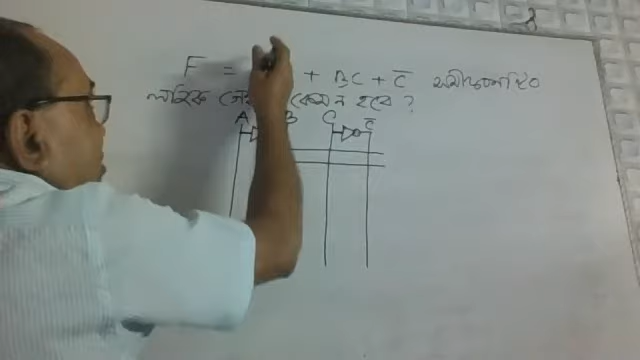 F = + BC + C̅ সমীকরণটির
লজিক কেমন হবে ?
A B C C̅